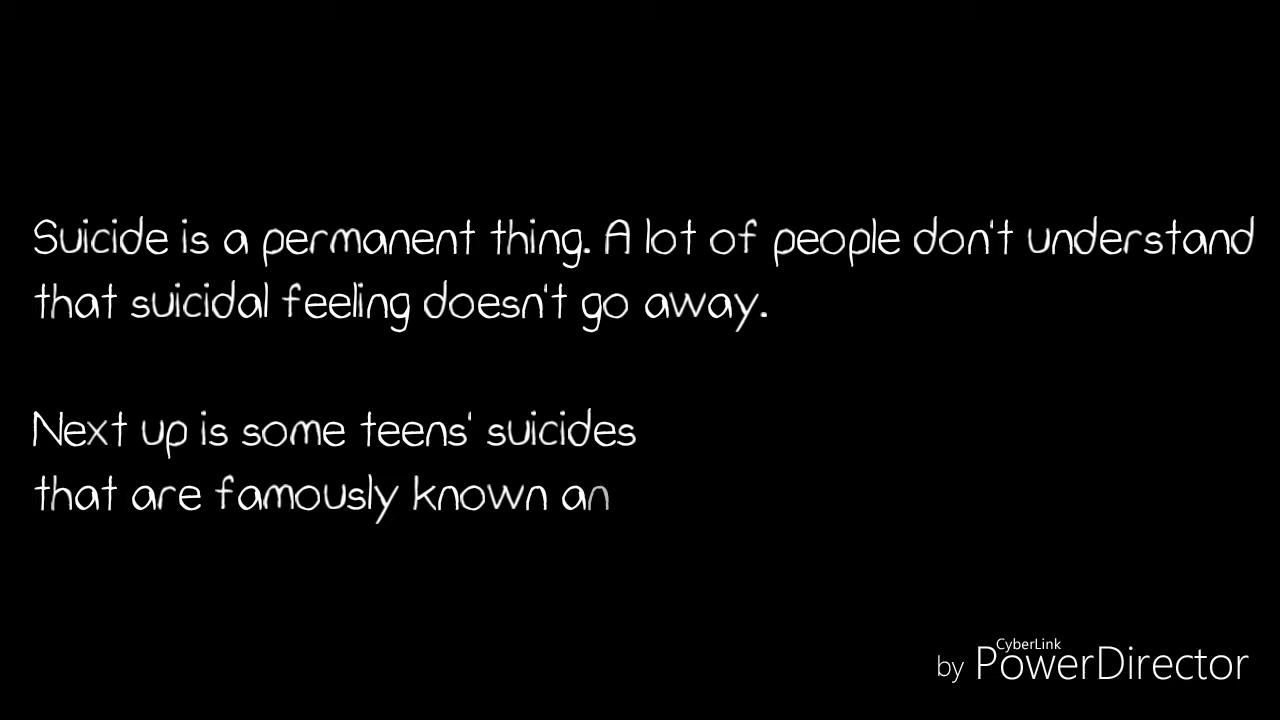 Suicide is a permanent thing. A lot of people don't understand
that suicidal feeling doesn't go away.
Next up is some teens' suicides
that are famously known an
CyberLink
by PowerDirector